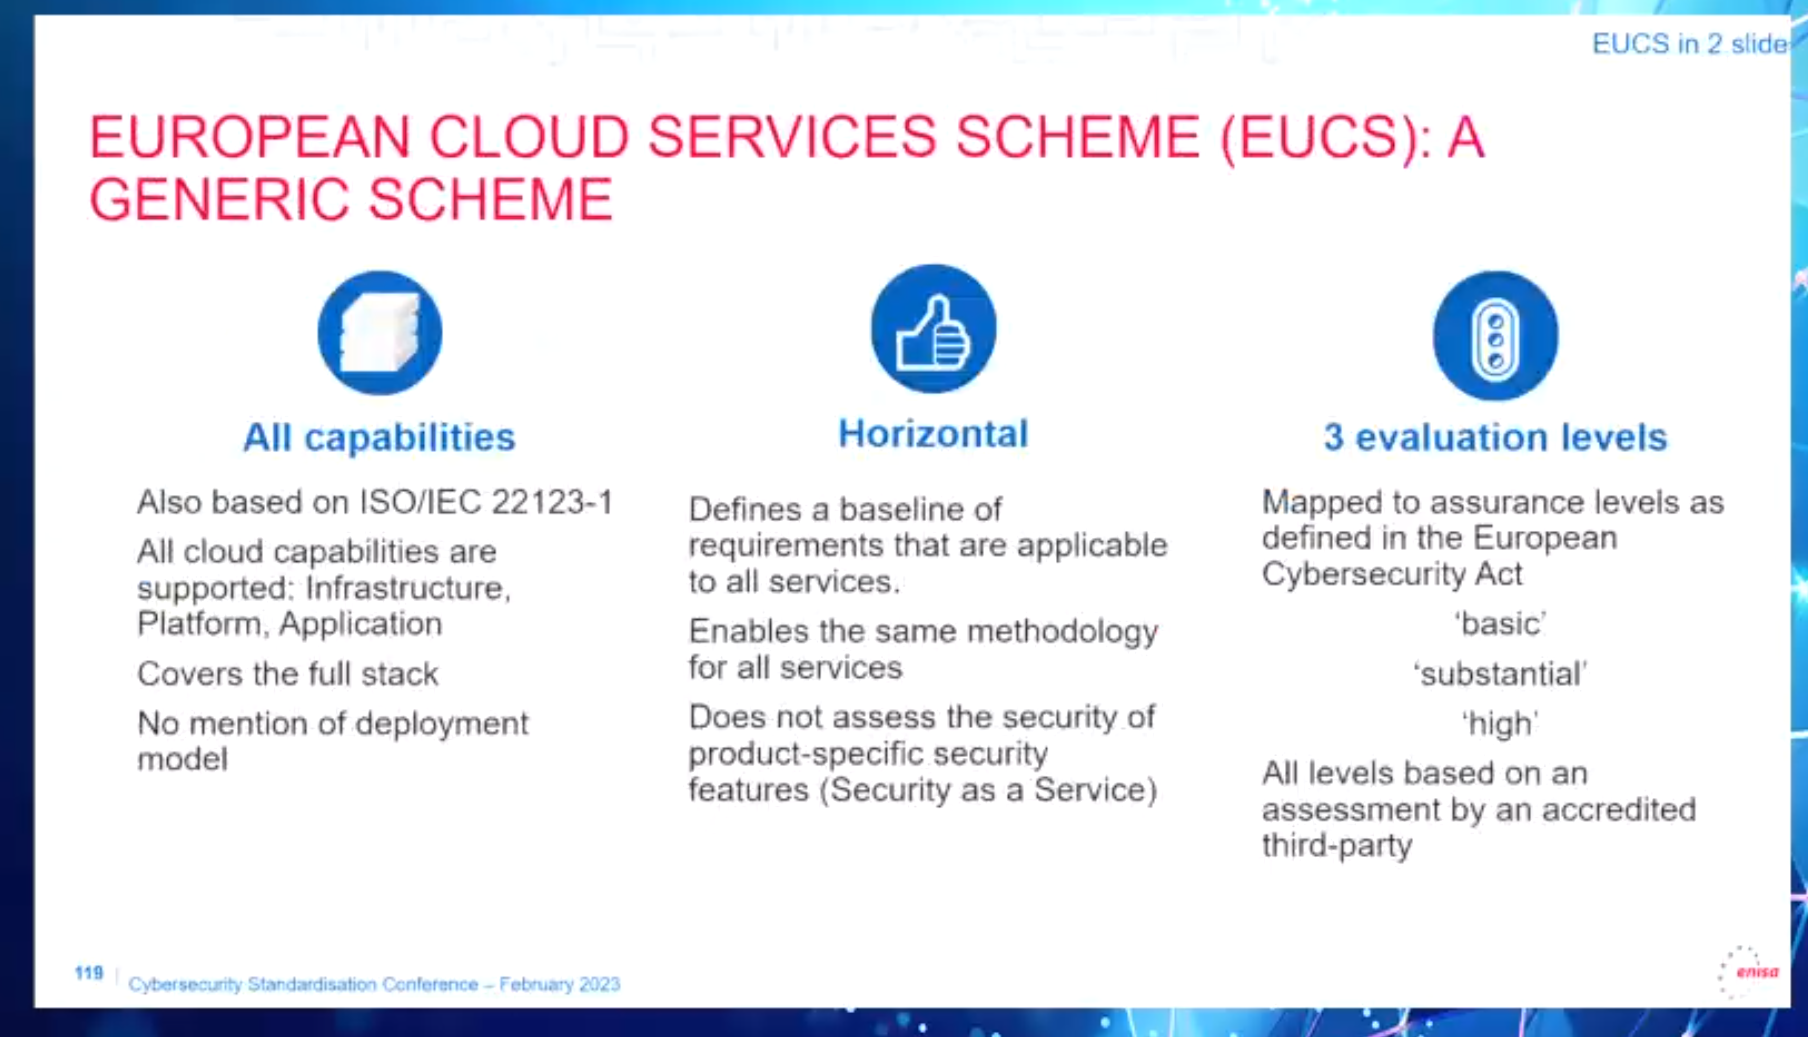 EUCS in 2 slide
EUROPEAN CLOUD SERVICES SCHEME (EUCS): A
GENERIC SCHEME
All capabilities
Also based on ISO/IEC 22123-1
All cloud capabilities are
supported: Infrastructure,
Platform, Application
Covers the full stack
No mention of deployment
model
Horizontal
Defines a baseline of
requirements that are applicable
to all services.
Enables the same methodology
for all services
Does not assess the security of
product-specific security
features (Security as a Service)
3 evaluation levels
Mapped to assurance levels as
defined in the European
Cybersecurity Act
‘basic’
‘substantial’
‘high’
All levels based on an
assessment by an accredited
third-party
119
Cybersecurity Standardisation Conference – February 2023
enisa